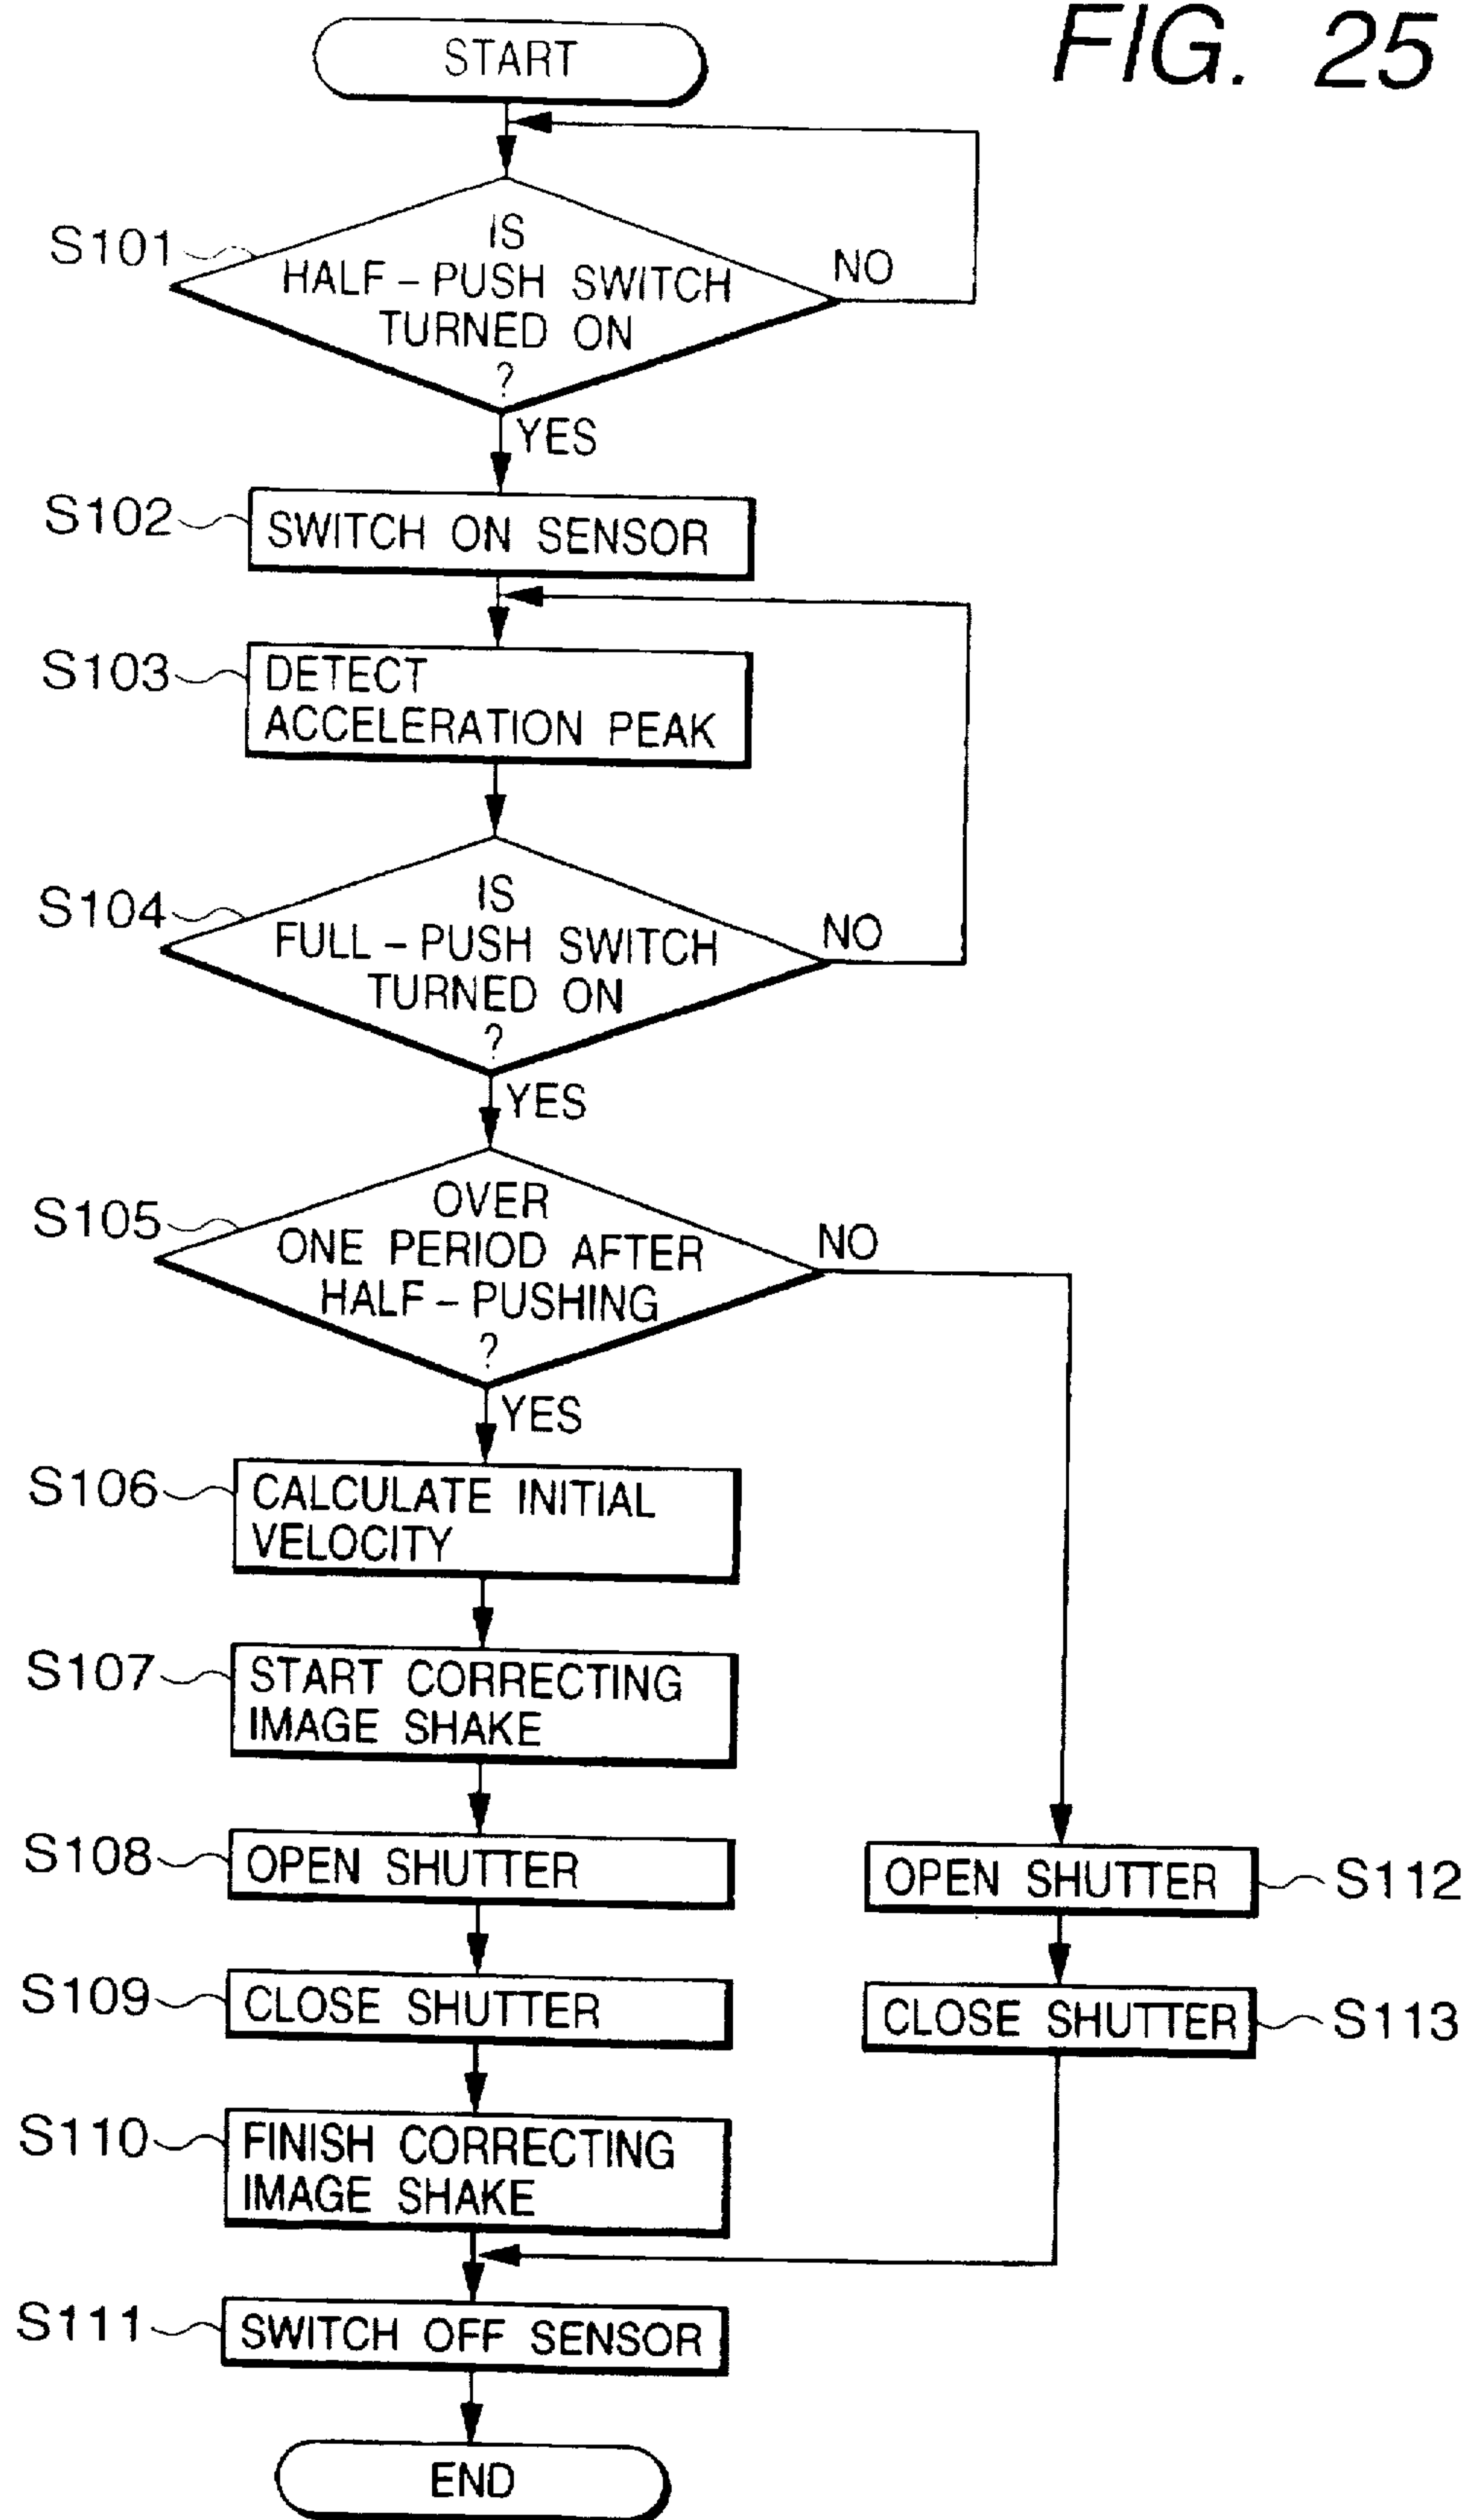 FIG. 25
START
S101
IS
HALF-PUSH SWITCH
TURNED ON
?
NO
YES
S102
SWITCH ON SENSOR
S103
DETECT
ACCELERATION PEAK
S104
IS
FULL-PUSH SWITCH
TURNED ON
?
NO
YES
S105
OVER
ONE PERIOD AFTER
HALF-PUSHING
?
NO
YES
S106
CALCULATE INITIAL
VELOCITY
S107
START CORRECTING
IMAGE SHAKE
S108
OPEN SHUTTER
OPEN SHUTTER
S112
S109
CLOSE SHUTTER
CLOSE SHUTTER
S113
S110
FINISH CORRECTING
IMAGE SHAKE
S111
SWITCH OFF SENSOR
END